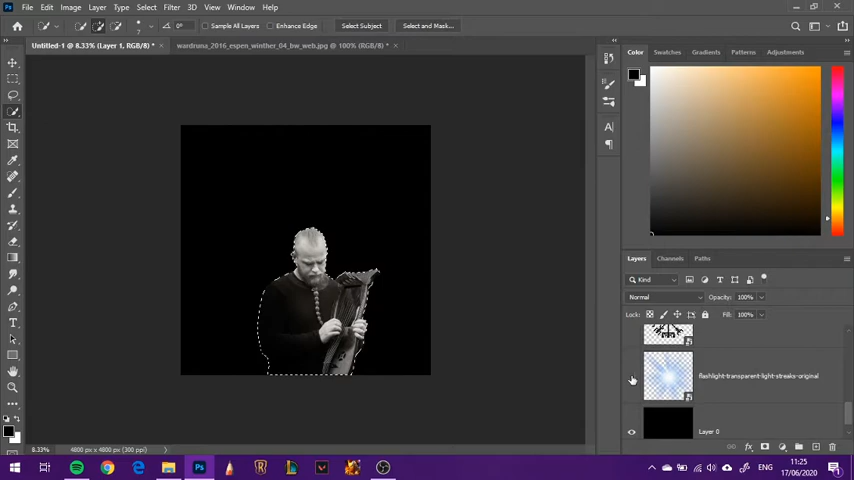 File Edit Image Layer Type Select Filter 3D View Window Help
0° Sample All Layers Enhance Edge Select Subject Select and Mask...
Untitled-1 @ 8.33% (Layer 1, RGB/8) * × wardruna_2016_espen_winther_04_bw_web.jpg @ 100% (RGB/8*) ×
Color Swatches Gradients Patterns Adjustments
Layers Channels Paths
Kind
Normal Opacity: 100%
Lock: Fill: 100%
flashlight-transparent-light-streaks-original
Layer 0
8.33% 4800 px x 4800 px (300 ppi)
ENG 11:25
17/06/2020